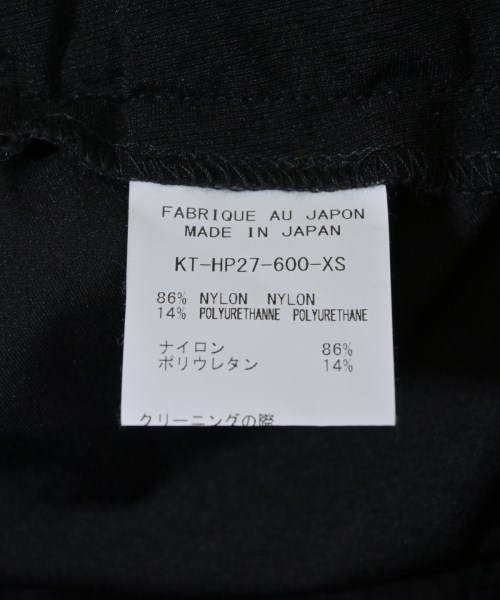 FABRIQUE AU JAPON
MADE IN JAPAN
KT-HP27-600-XS
86% NYLON NYLON
14% POLYURETHANNE POLYURETHANE
ナイロン 86%
ポリウレタン 14%
クリーニングの際